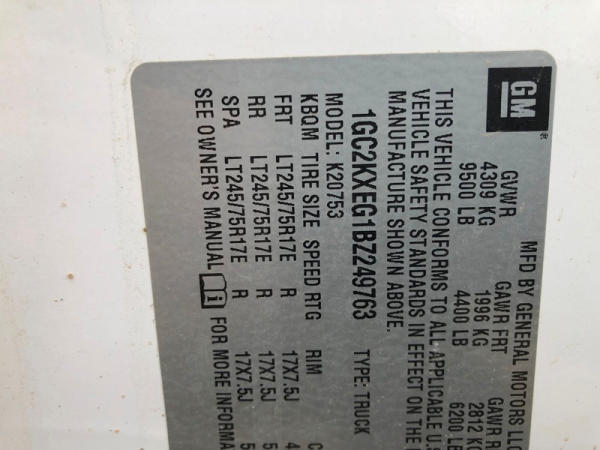 GM
MFD BY GENERAL MOTORS LLC
GVWR GAWR FRT GAWR R
4309 KG 1996 KG 2812 KG
9500 LB 4400 LB 6200 LB
THIS VEHICLE CONFORMS TO ALL APPLICABLE U.S
VEHICLE SAFETY STANDARDS IN EFFECT ON THE
MANUFACTURE SHOWN ABOVE.
1GC2KXEG1BZ249763 TYPE: TRUCK
MODEL: K20753
KBQM TIRE SIZE SPEED RTG RIM C
FRT LT245/75R17E R 17X7.5J 4
RR LT245/75R17E R 17X7.5J 5
SPA LT245/75R17E R 17X7.5J 5
SEE OWNER'S MANUAL i FOR MORE INFORMA